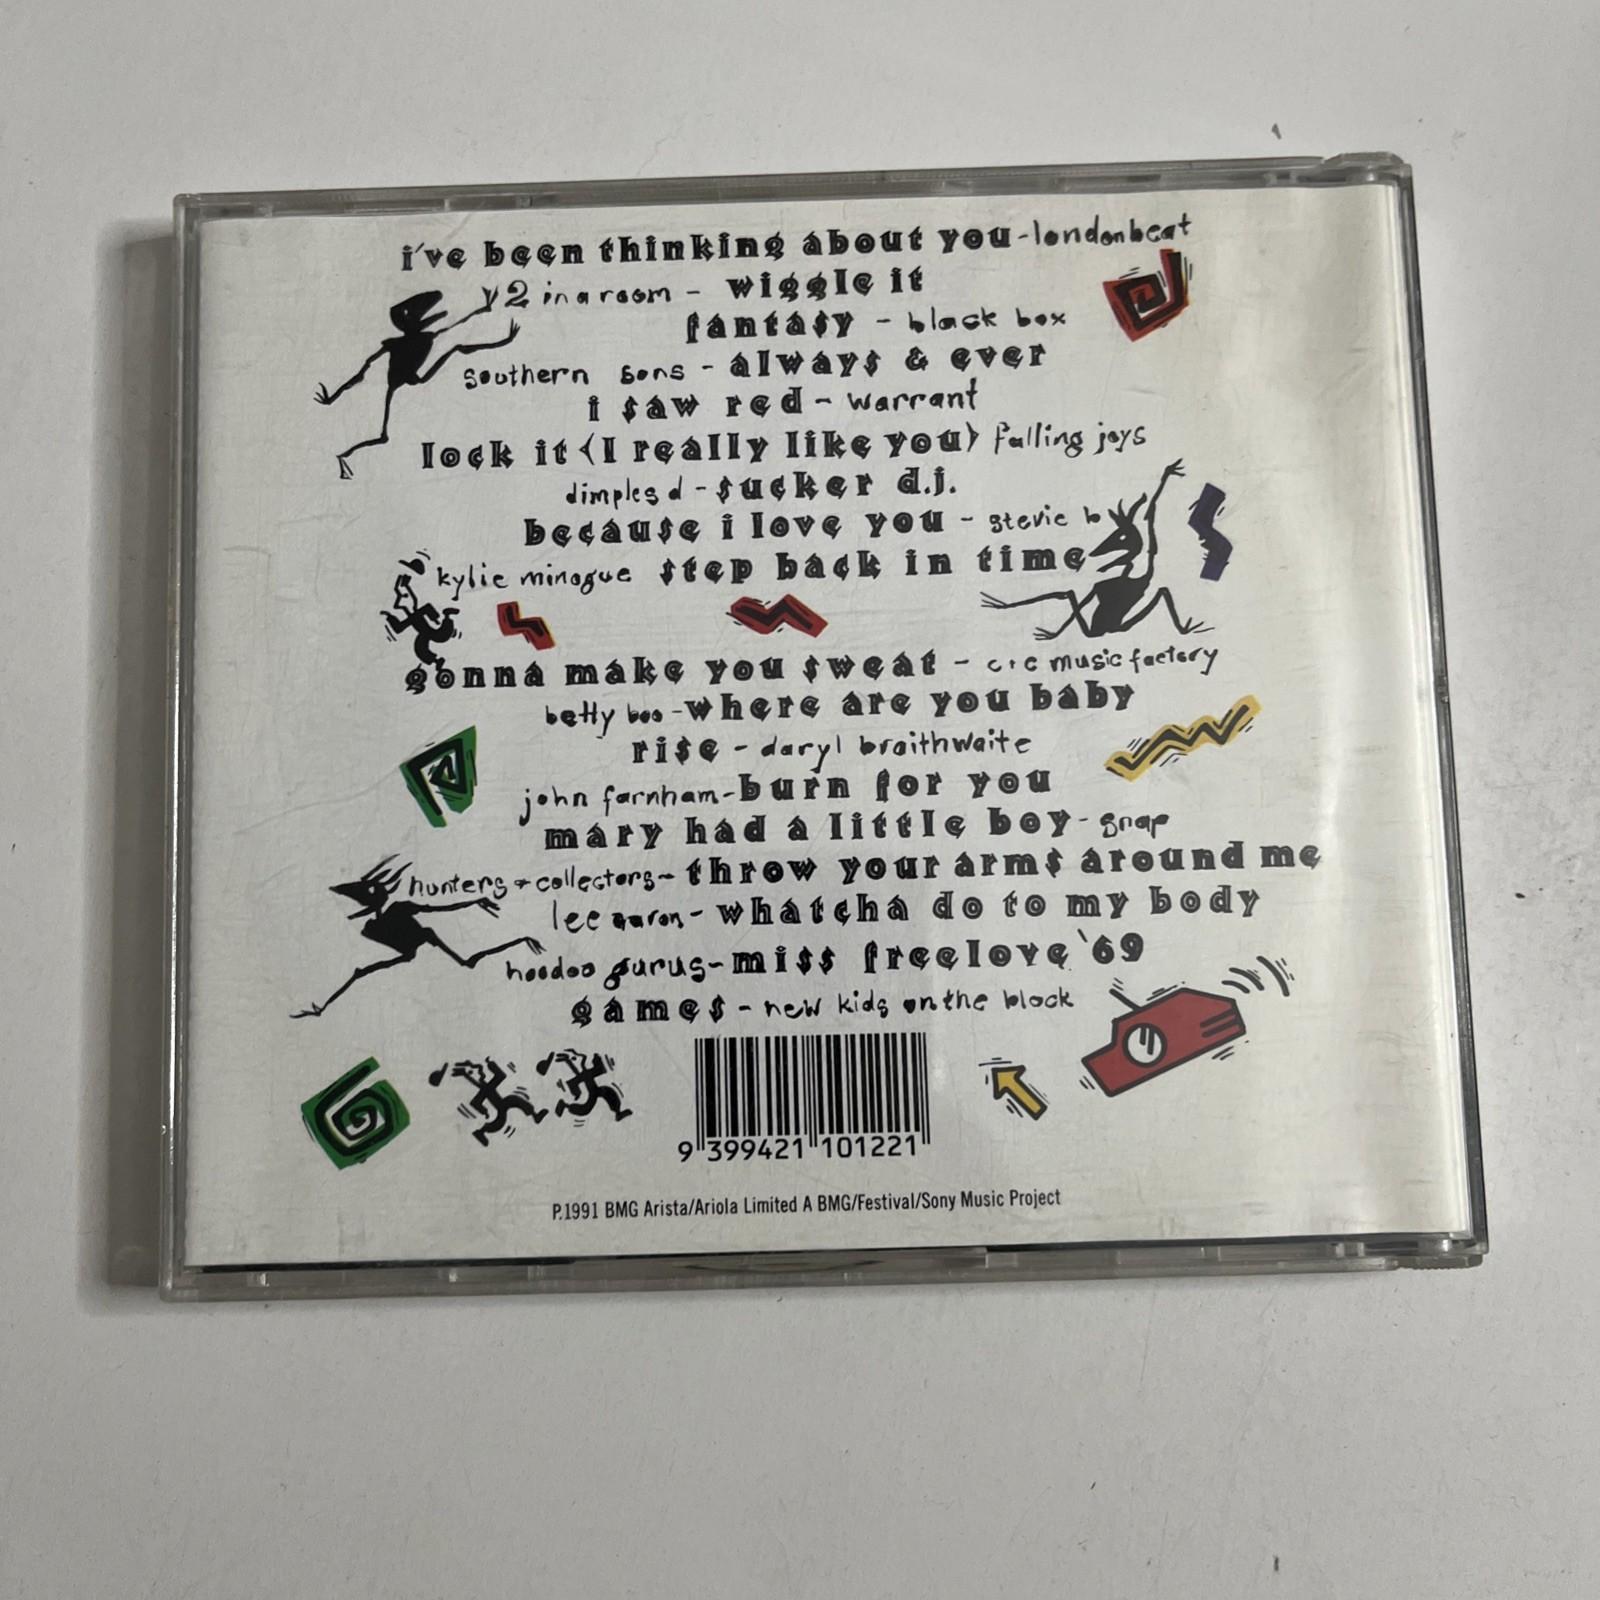 i've been thinking about you-londonbeat
2 in a room - wiggle it
fantasy - black box
southern sons - always & ever
i saw red - warrant
lock it (I really like you) falling joys
dimples d - sucker d.j.
because i love you - stevie b
kylie minogue step back in time
gonna make you sweat - c+c music factory
betty boo - where are you baby
rise - daryl braithwaite
john farnham - burn for you
mary had a little boy - snap
hunters + collectors - throw your arms around me
lee aaron - whatcha do to my body
hoodoo gurus - miss freelove '69
games - new kids on the block
9 399421 101221
P.1991 BMG Arista/Ariola Limited A BMG/Festival/Sony Music Project